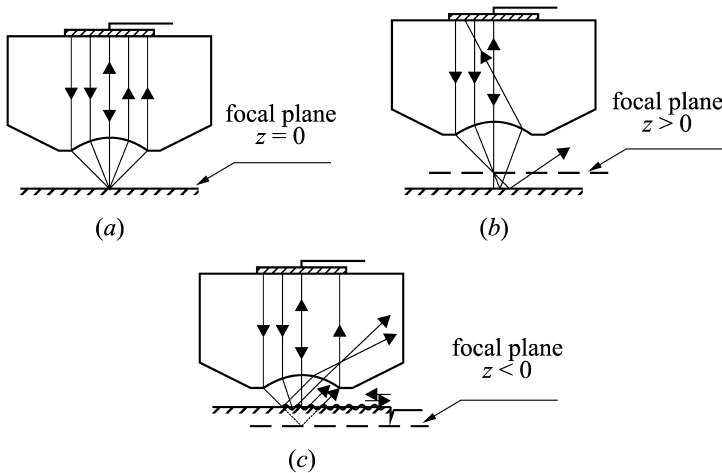 focal plane
z = 0
(a)
focal plane
z > 0
(b)
focal plane
z < 0
(c)